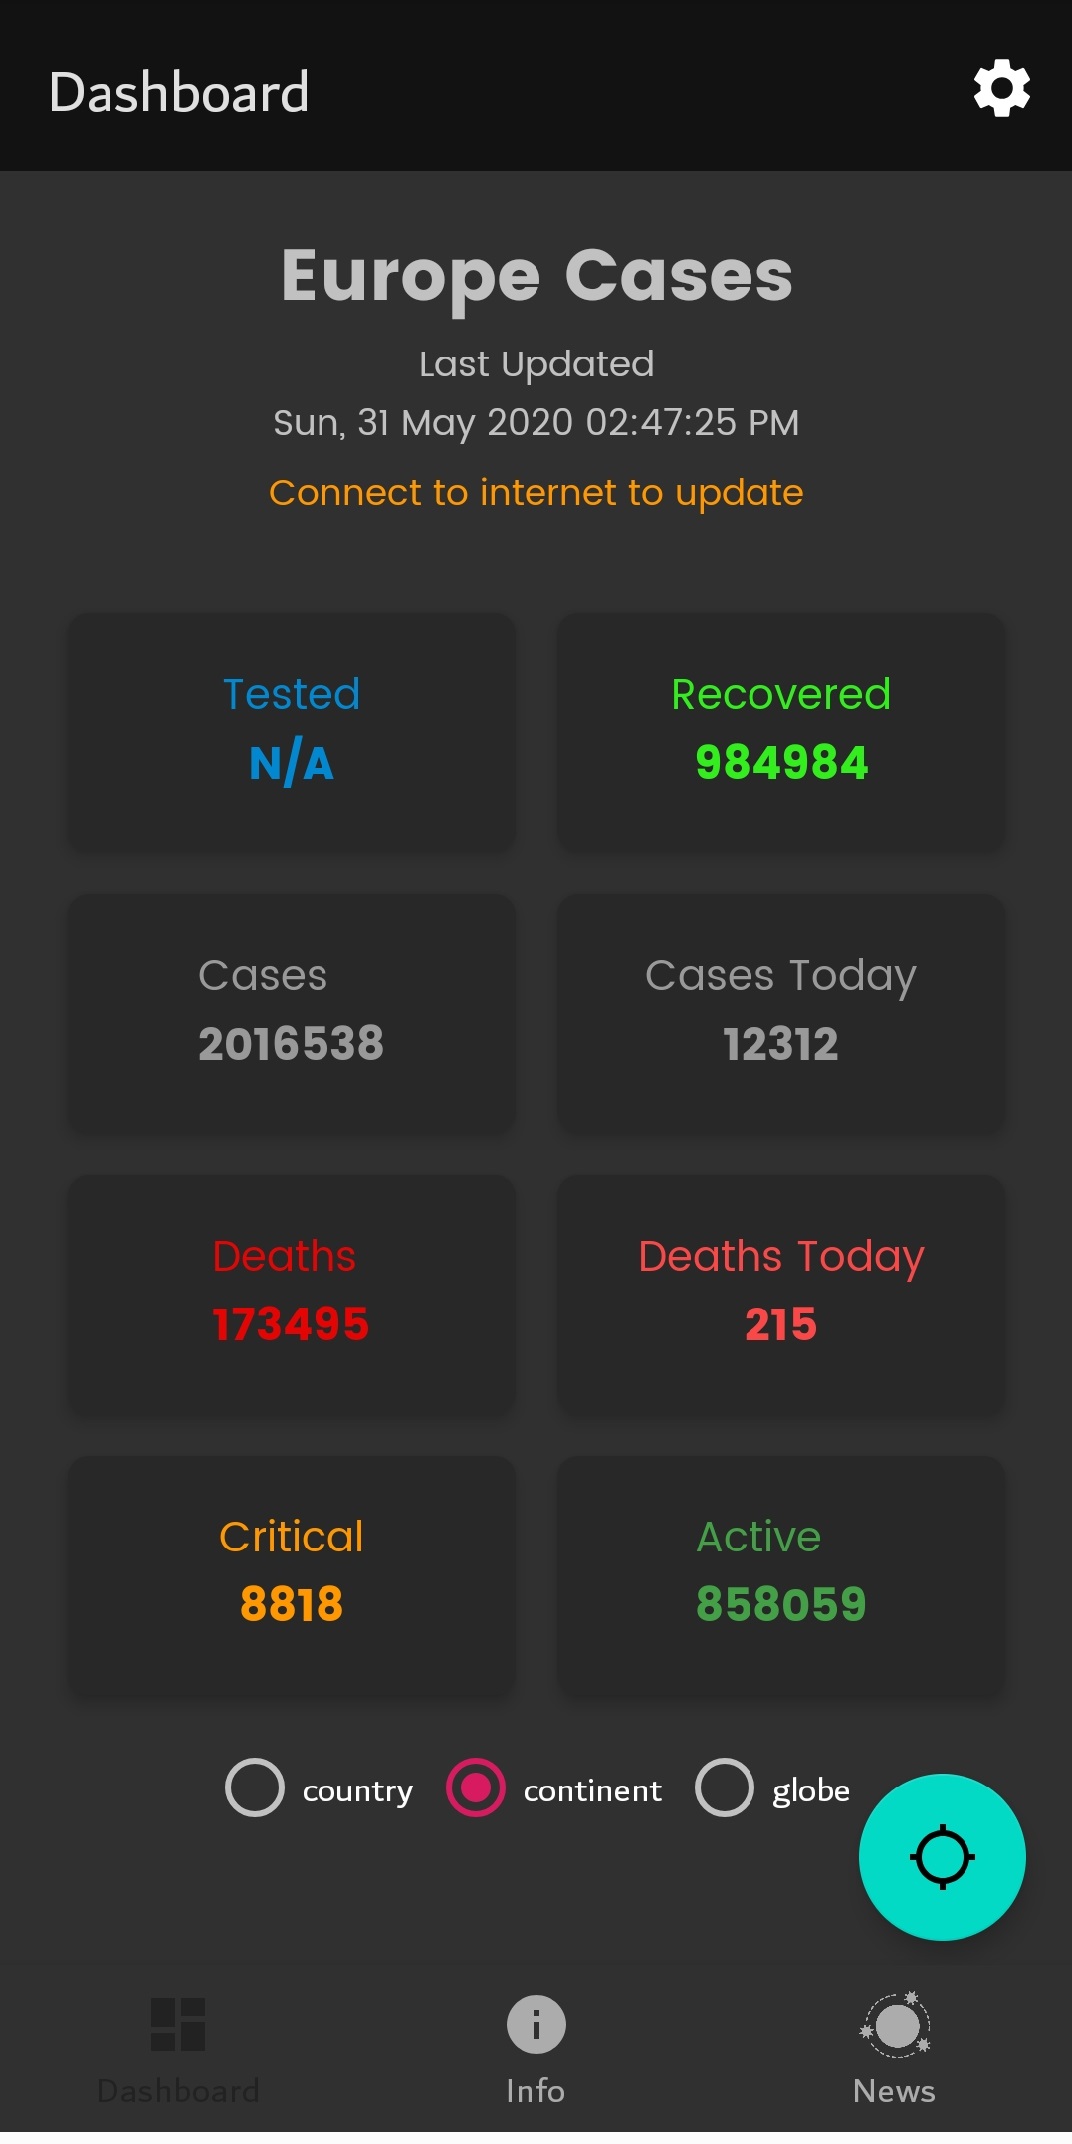 Dashboard
Europe Cases
Last Updated
Sun, 31 May 2020 02:47:25 PM
Connect to internet to update
Tested
N/A
Recovered
984984
Cases
2016538
Cases Today
12312
Deaths
173495
Deaths Today
215
Critical
8818
Active
858059
country
continent
globe
Dashboard
Info
News